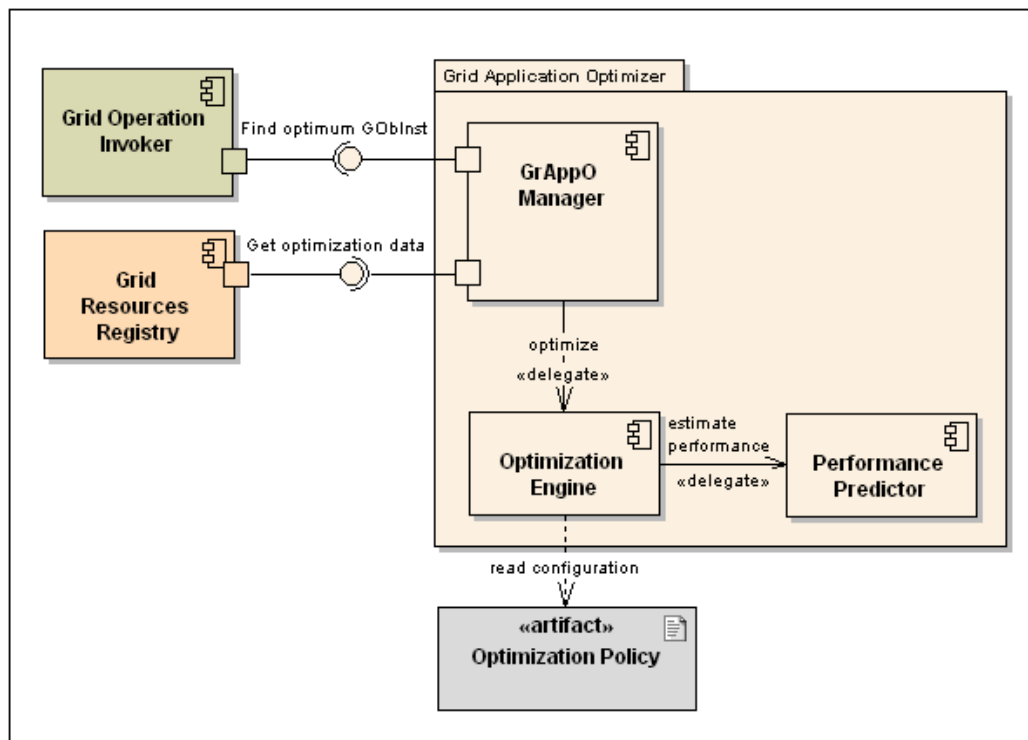 Grid Application Optimizer
Grid Operation
Invoker
Find optimum GObInst
GrAppO
Manager
Grid
Resources
Registry
Get optimization data
optimize
«delegate»
Optimization
Engine
estimate
performance
«delegate»
Performance
Predictor
read configuration
«artifact»
Optimization Policy